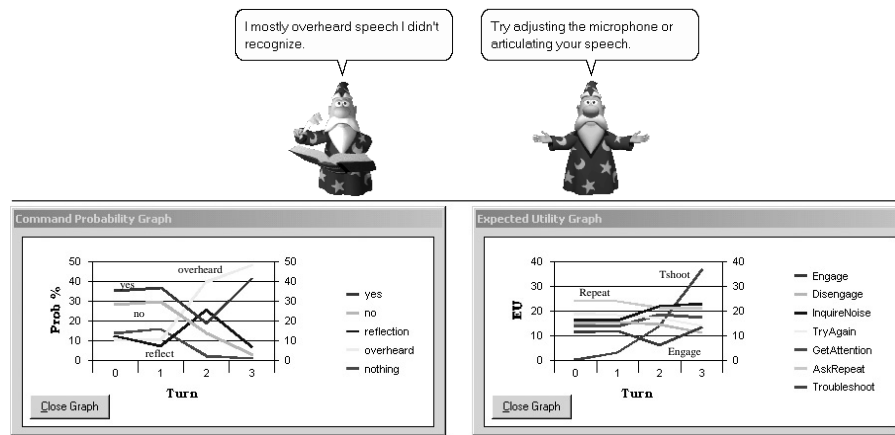 I mostly overheard speech I didn't
recognize.
Try adjusting the microphone or
articulating your speech.
Command Probability Graph
50
40
30
20
10
0
Prob %
yes
no
reflect
overheard
50
40
30
20
10
0
0 1 2 3
Turn
yes
no
reflection
overheard
nothing
Close Graph
Expected Utility Graph
40
30
20
10
0
EU
Repeat
Tshoot
Engage
40
30
20
10
0
0 1 2 3
Turn
Engage
Disengage
InquireNoise
TryAgain
GetAttention
AskRepeat
Troubleshoot
Close Graph